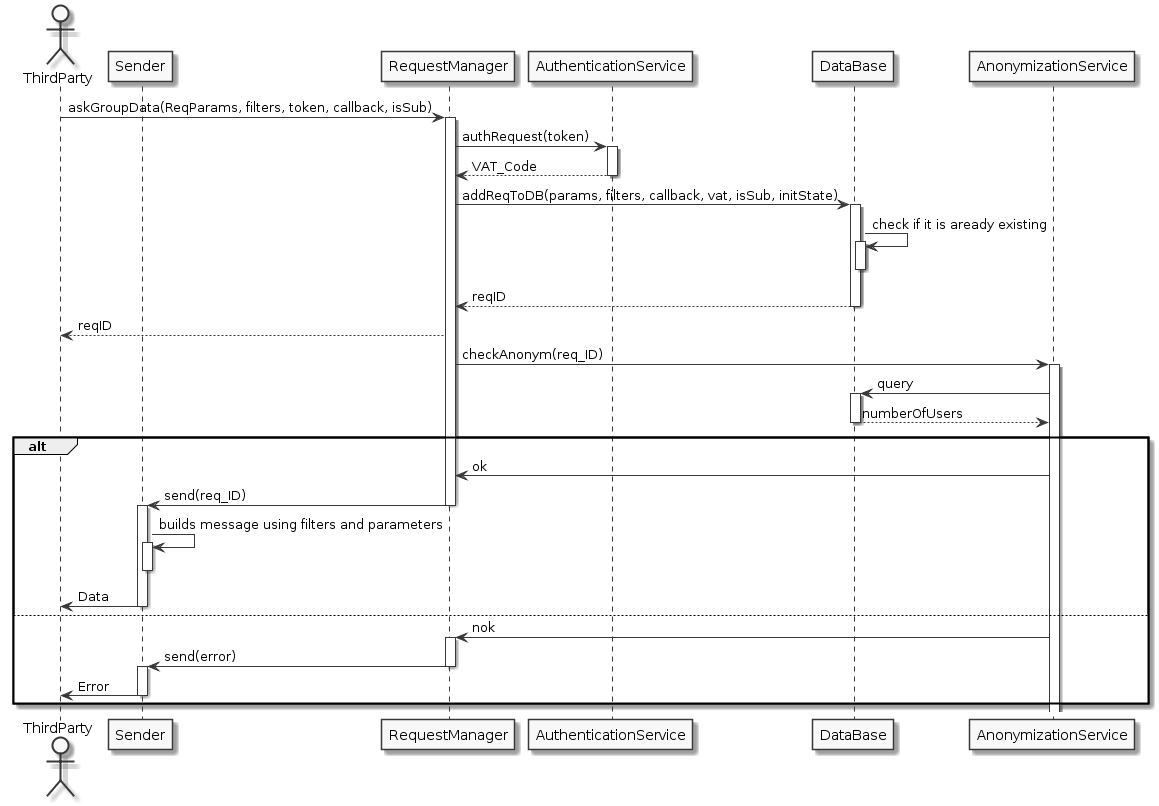 ThirdParty
Sender
RequestManager
AuthenticationService
DataBase
AnonymizationService
askGroupData(ReqParams, filters, token, callback, isSub)
authRequest(token)
VAT_Code
addReqToDB(params, filters, callback, vat, isSub, initState)
check if it is aready existing
reqID
reqID
checkAnonym(req_ID)
query
numberOfUsers
alt
ok
send(req_ID)
builds message using filters and parameters
Data
nok
send(error)
Error
ThirdParty
Sender
RequestManager
AuthenticationService
DataBase
AnonymizationService